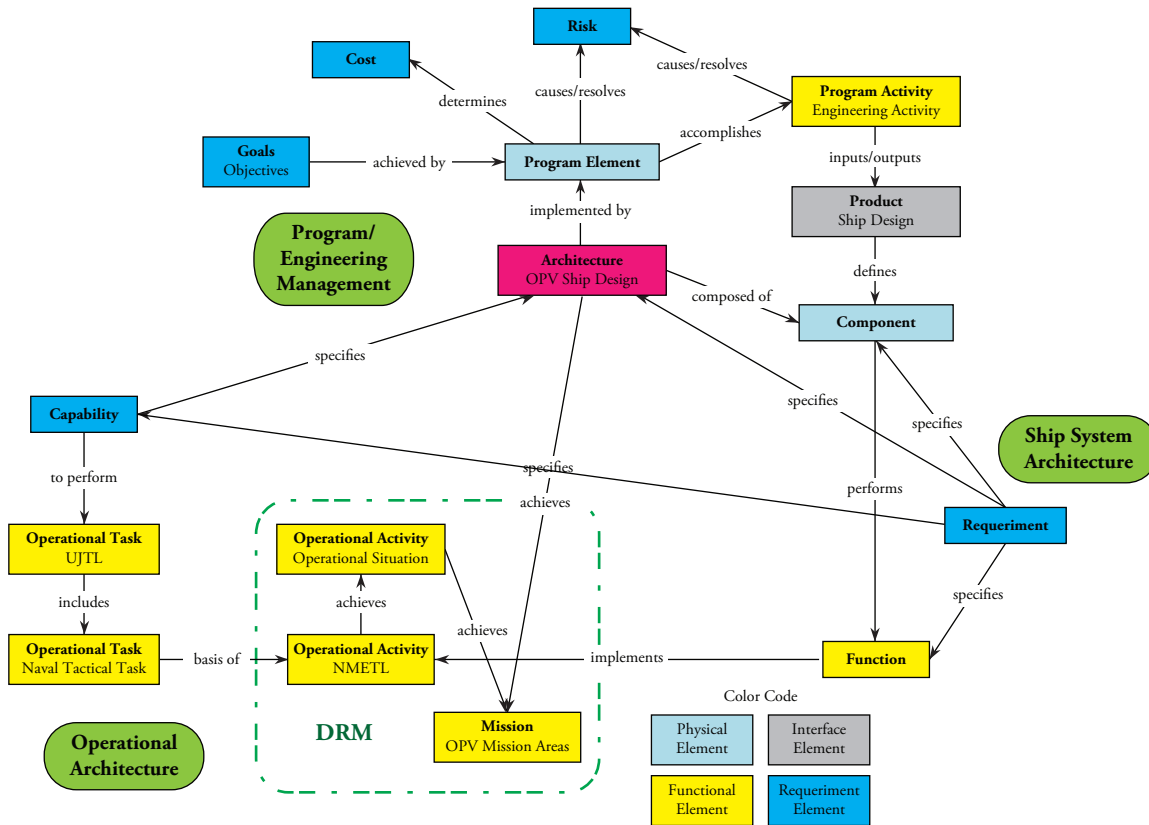 Risk
Cost
causes/resolves
determines
causes/resolves
Program Activity
Engineering Activity
accomplishes
Goals
Objectives
achieved by
Program Element
inputs/outputs
Product
Ship Design
implemented by
Program/
Engineering
Management
Architecture
OPV Ship Design
defines
composed of
Component
specifies
Capability
specifies
specifies
Ship System
Architecture
specifies
to perform
performs
achieves
Operational Task
UJTL
Operational Activity
Operational Situation
Requeriment
includes
achieves
specifies
achieves
Operational Task
Naval Tactical Task
basis of
Operational Activity
NMETL
implements
Function
Color Code
Mission
OPV Mission Areas
DRM
Operational
Architecture
Physical
Element
Interface
Element
Functional
Element
Requeriment
Element